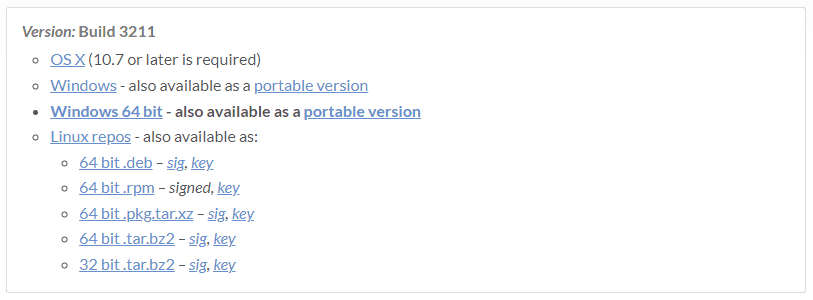 Version: Build 3211
OS X (10.7 or later is required)
Windows - also available as a portable version
Windows 64 bit - also available as a portable version
Linux repos - also available as:
64 bit .deb – sig, key
64 bit .rpm – signed, key
64 bit .pkg.tar.xz – sig, key
64 bit .tar.bz2 – sig, key
32 bit .tar.bz2 – sig, key